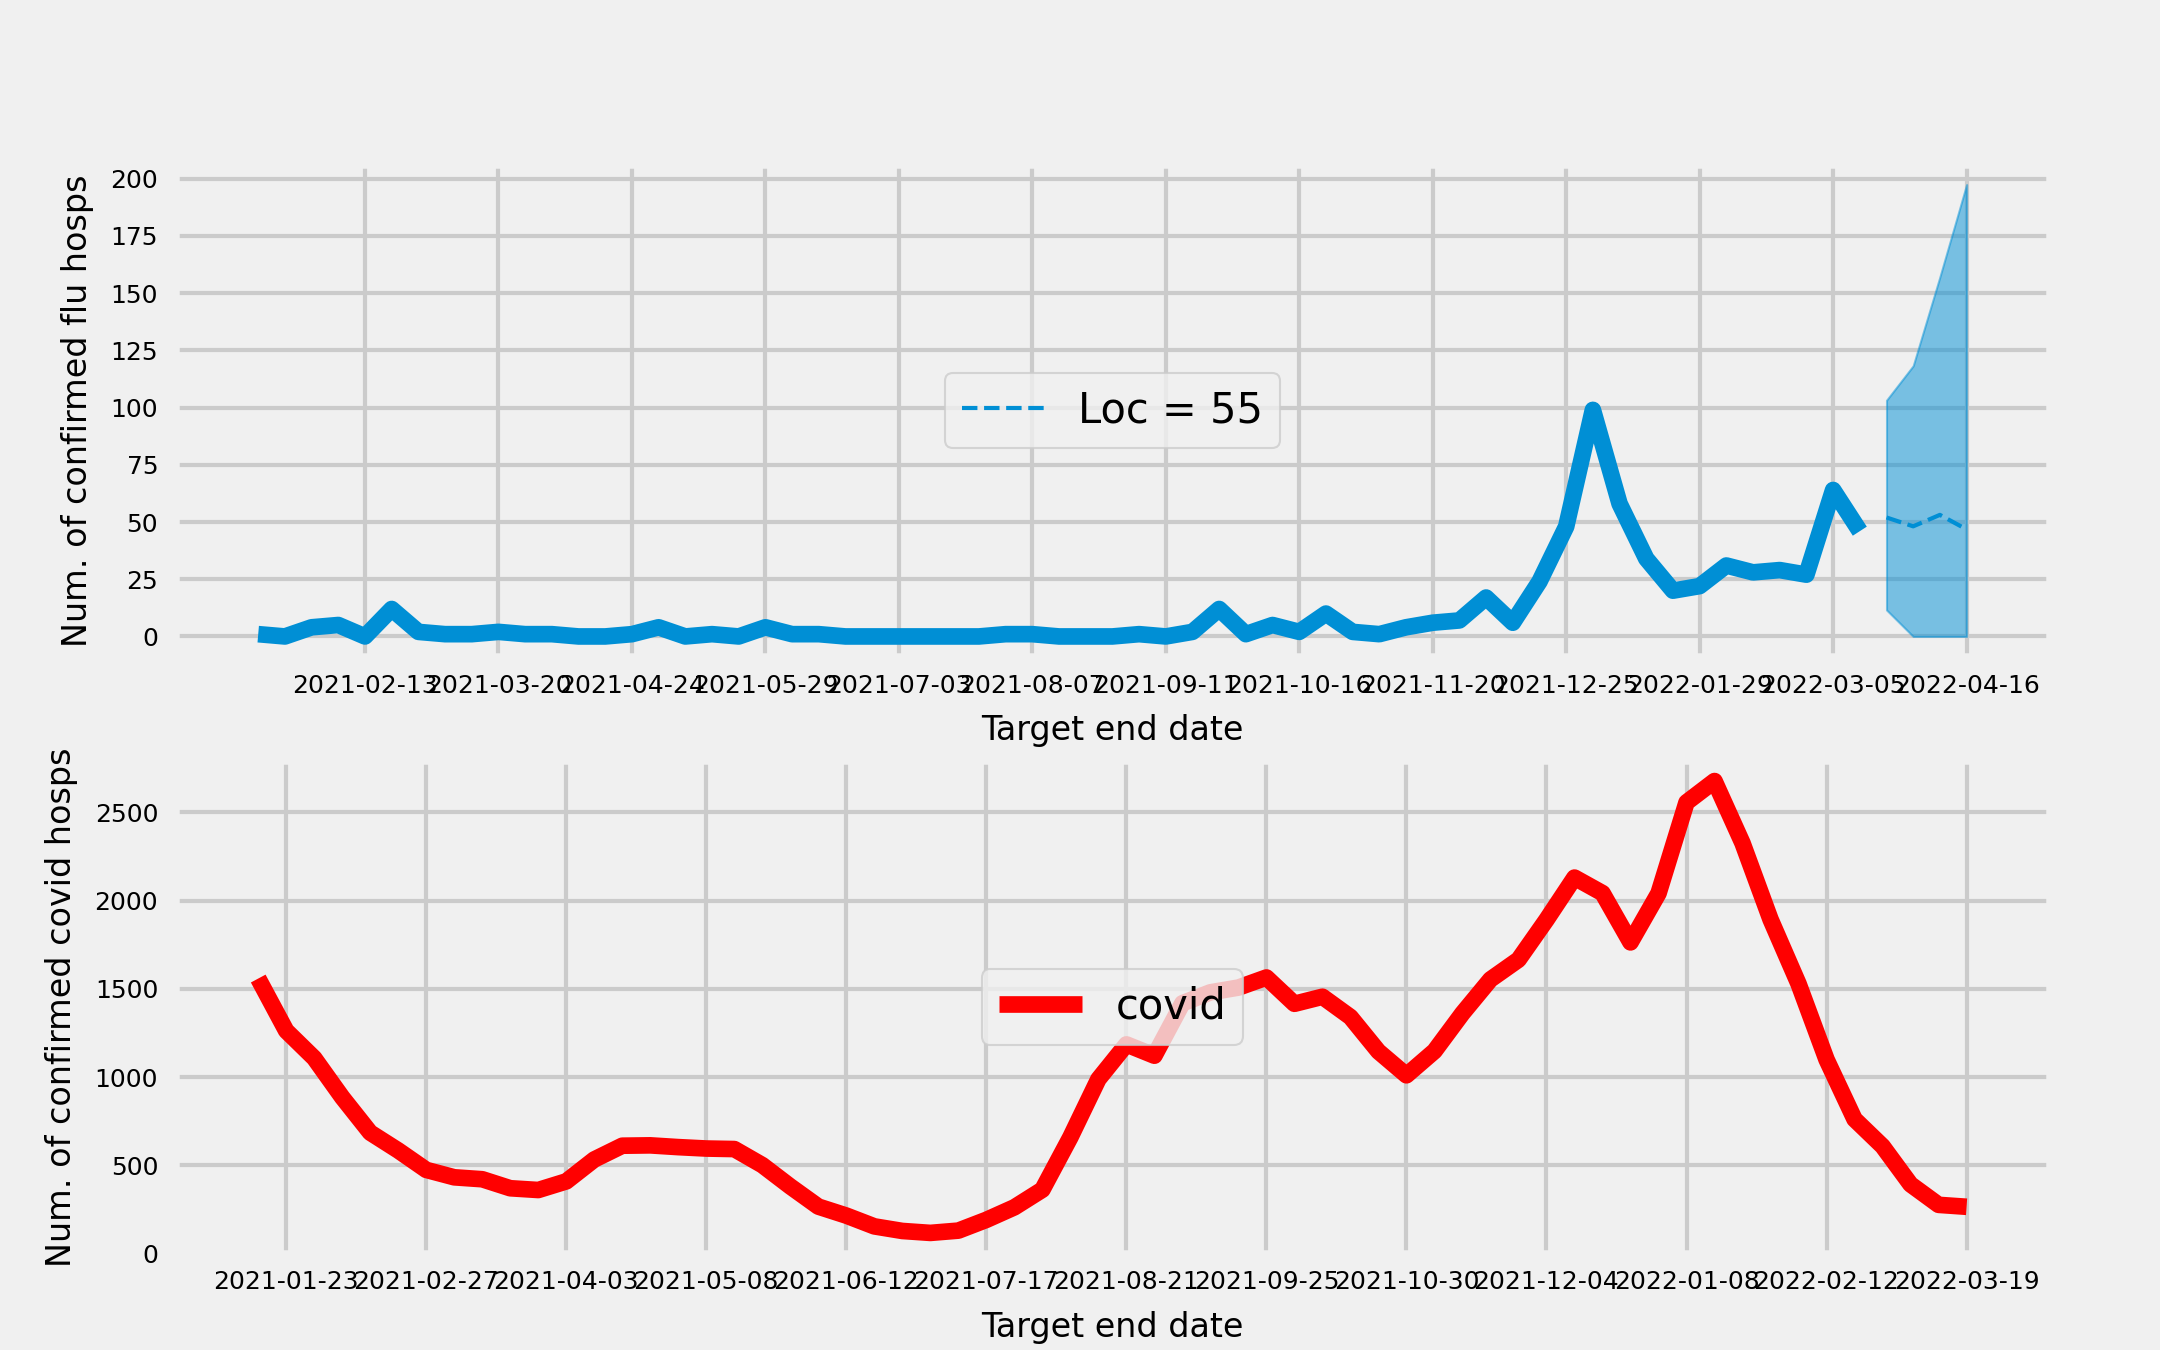 Num. of confirmed flu hosps
200
175
150
125
100
75
50
25
0
Loc = 55
2021-02-13 2021-03-20 2021-04-24 2021-05-29 2021-07-03 2021-08-07 2021-09-11 2021-10-16 2021-11-20 2021-12-25 2022-01-29 2022-03-05 2022-04-16
Target end date
Num. of confirmed covid hosps
2500
2000
1500
1000
500
0
covid
2021-01-23 2021-02-27 2021-04-03 2021-05-08 2021-06-12 2021-07-17 2021-08-21 2021-09-25 2021-10-30 2021-12-04 2022-01-08 2022-02-12 2022-03-19
Target end date